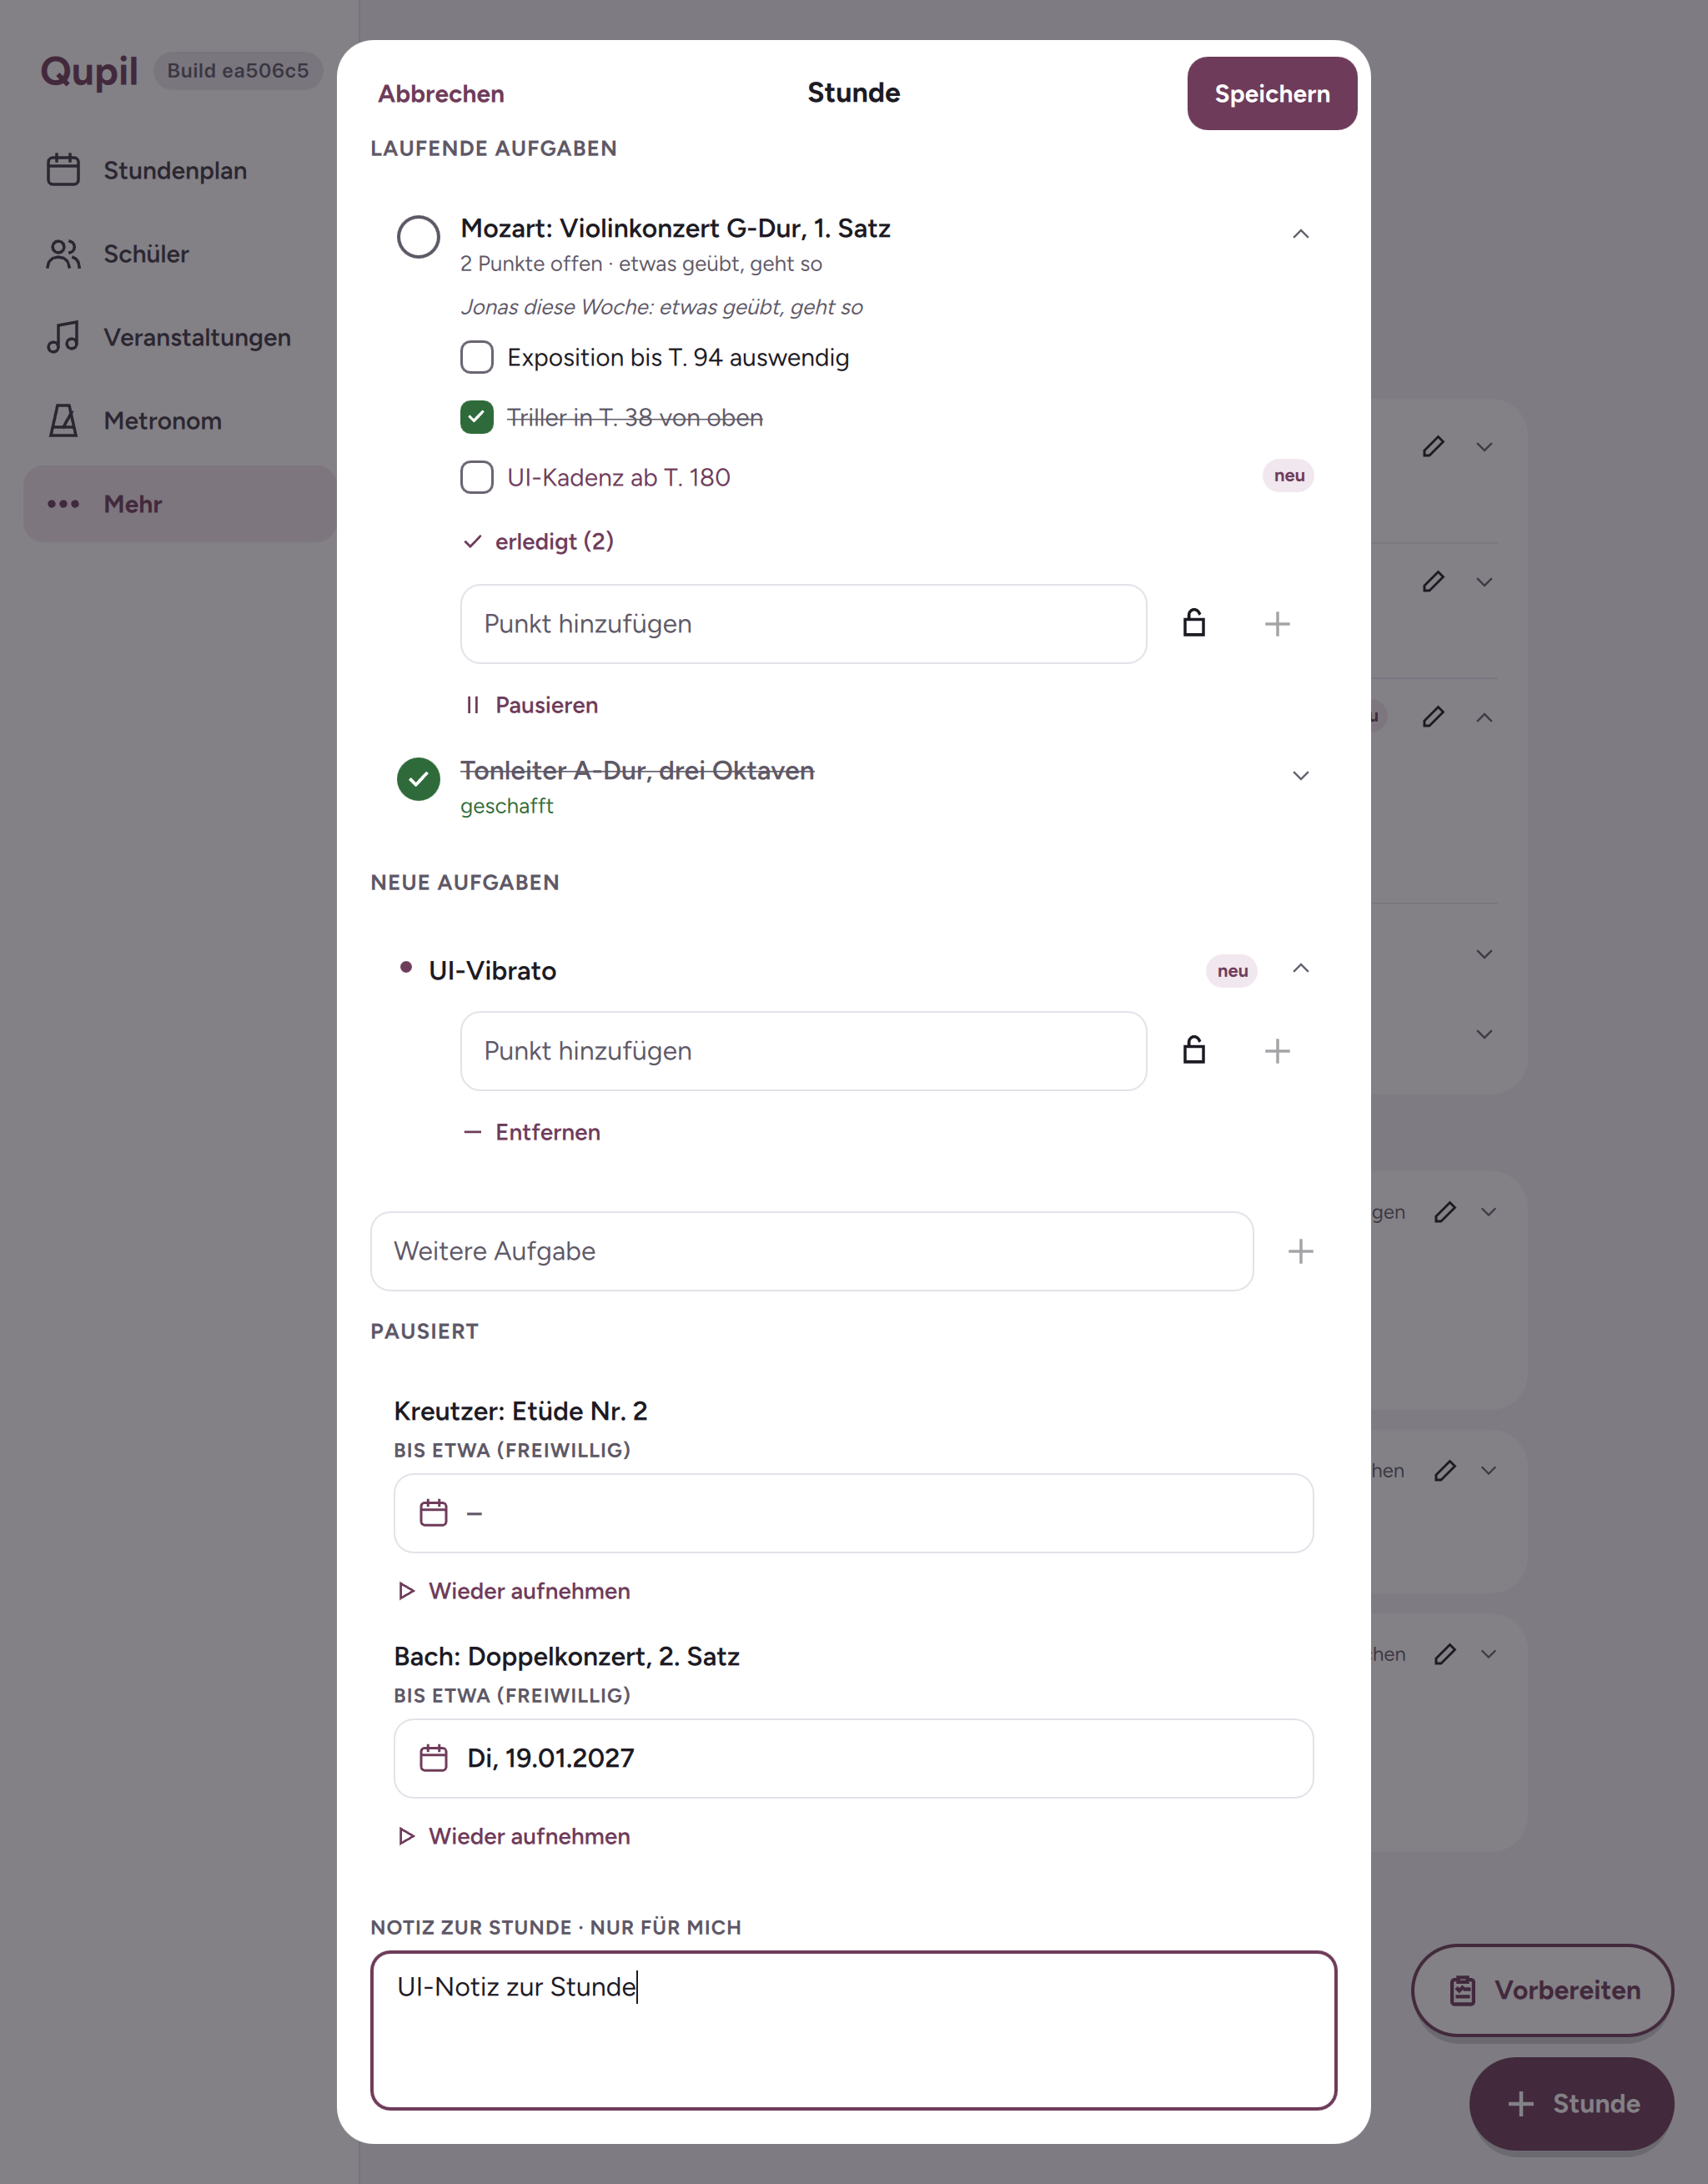 Qupil
Build ea506c5
Stundenplan
Schüler
Veranstaltungen
Metronom
Mehr
Abbrechen
Stunde
Speichern
LAUFENDE AUFGABEN
Mozart: Violinkonzert G-Dur, 1. Satz
2 Punkte offen · etwas geübt, geht so
Jonas diese Woche: etwas geübt, geht so
Exposition bis T. 94 auswendig
Triller in T. 38 von oben
UI-Kadenz ab T. 180
neu
erledigt (2)
Punkt hinzufügen
Pausieren
Tonleiter A-Dur, drei Oktaven
geschafft
NEUE AUFGABEN
UI-Vibrato
neu
Punkt hinzufügen
Entfernen
Weitere Aufgabe
PAUSIERT
Kreutzer: Etüde Nr. 2
BIS ETWA (FREIWILLIG)
–
Wieder aufnehmen
Bach: Doppelkonzert, 2. Satz
BIS ETWA (FREIWILLIG)
Di, 19.01.2027
Wieder aufnehmen
NOTIZ ZUR STUNDE · NUR FÜR MICH
UI-Notiz zur Stunde
Vorbereiten
Stunde